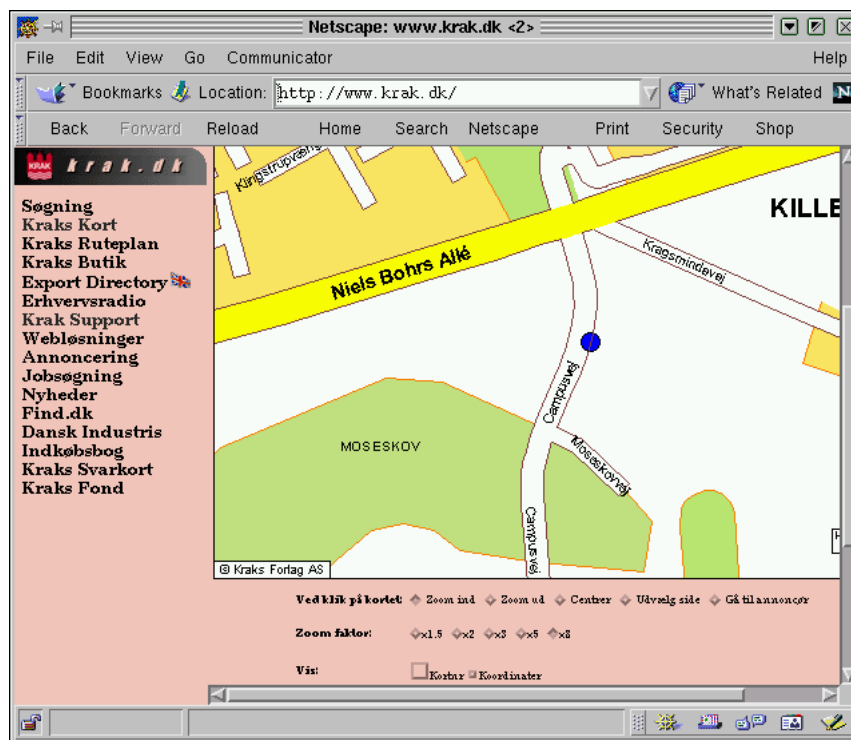 Netscape: www.krak.dk <2>
File Edit View Go Communicator Help
Bookmarks Location: http://www.krak.dk/ What's Related N
Back Forward Reload Home Search Netscape Print Security Shop
KRAK krak.dk
Søgning
Kraks Kort
Kraks Ruteplan
Kraks Butik
Export Directory
Erhvervsradio
Krak Support
Webløsninger
Annoncering
Jobsøgning
Nyheder
Find.dk
Dansk Industris
Indkøbsbog
Kraks Svarkort
Kraks Fond
Klingstrupvænge
KILLE
Kragsmindevej
Niels Bohrs Allé
Campusvej
MOSESKOV
Moseskovvej
Campusvej
H
© Kraks Forlag AS
Ved klik på kortet: Zoom ind Zoom ud Centrer Udvælg side Gå til annoncør
Zoom faktor: x1.5 x2 x3 x5 x8
Vis: Kortnr Koordinater